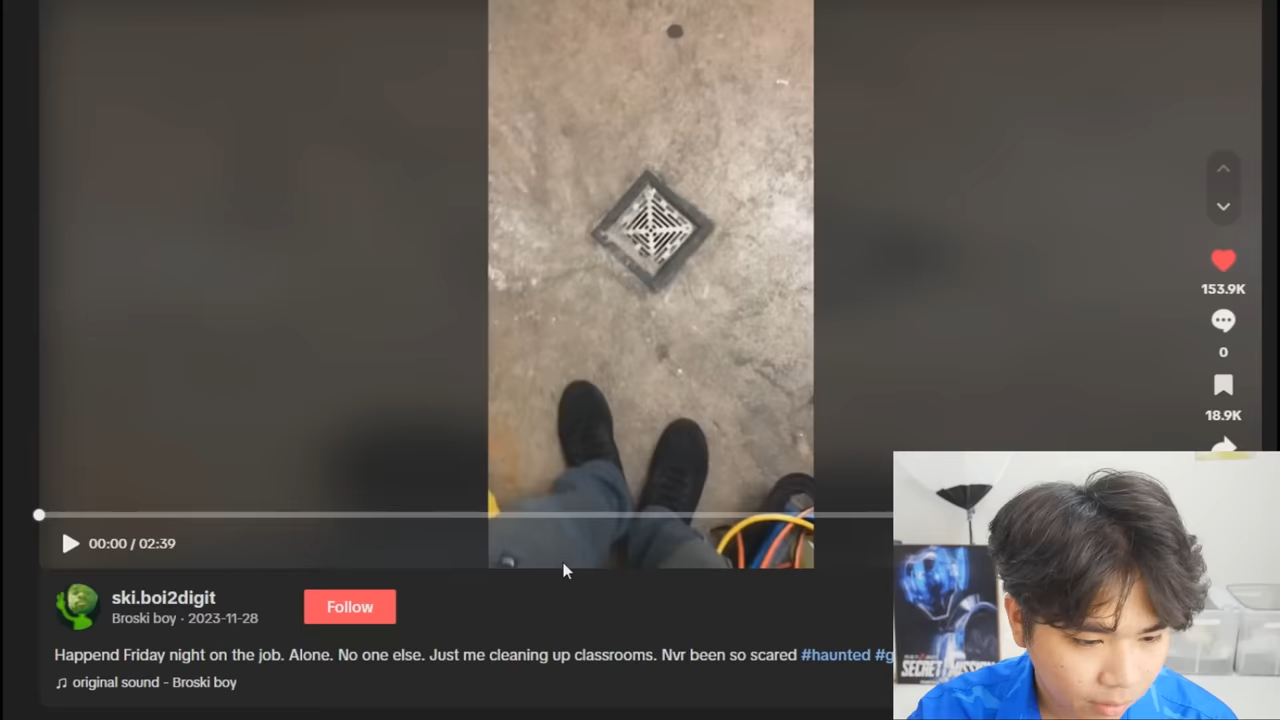 153.9K
0
18.9K
00:00 / 02:39
ski.boi2digit
Broski boy · 2023-11-28
Follow
Happend Friday night on the job. Alone. No one else. Just me cleaning up classrooms. Nvr been so scared #haunted #g
♫ original sound - Broski boy
SECRET MISSION